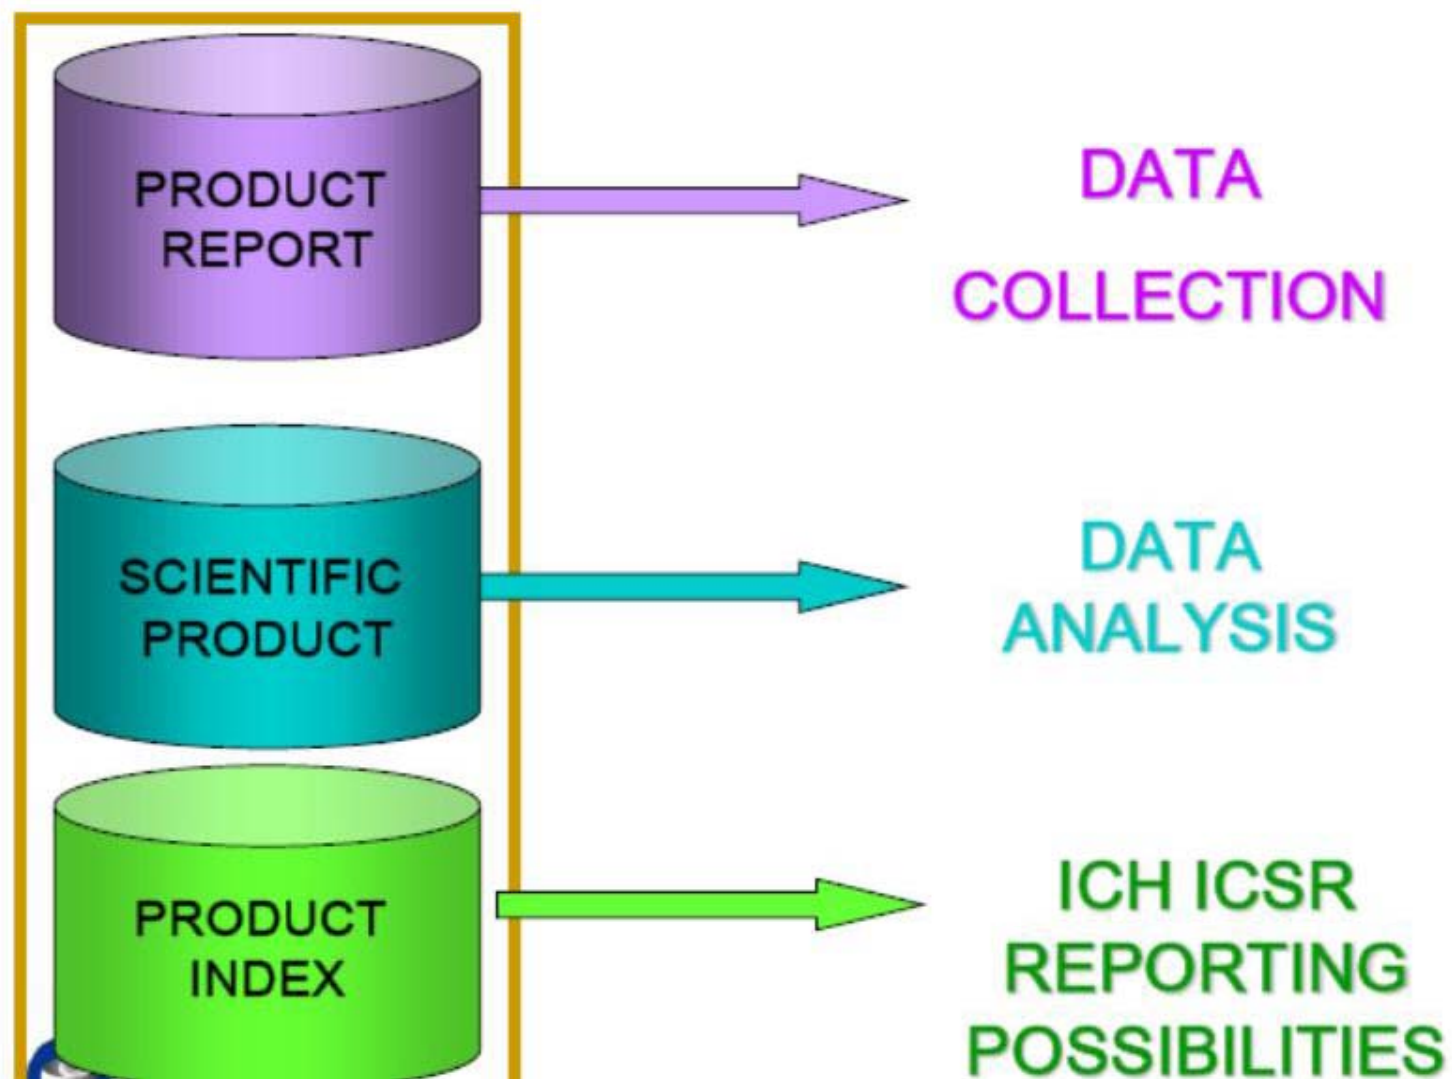 PRODUCT
REPORT
DATA
COLLECTION
SCIENTIFIC
PRODUCT
DATA
ANALYSIS
PRODUCT
INDEX
ICH ICSR
REPORTING
POSSIBILITIES